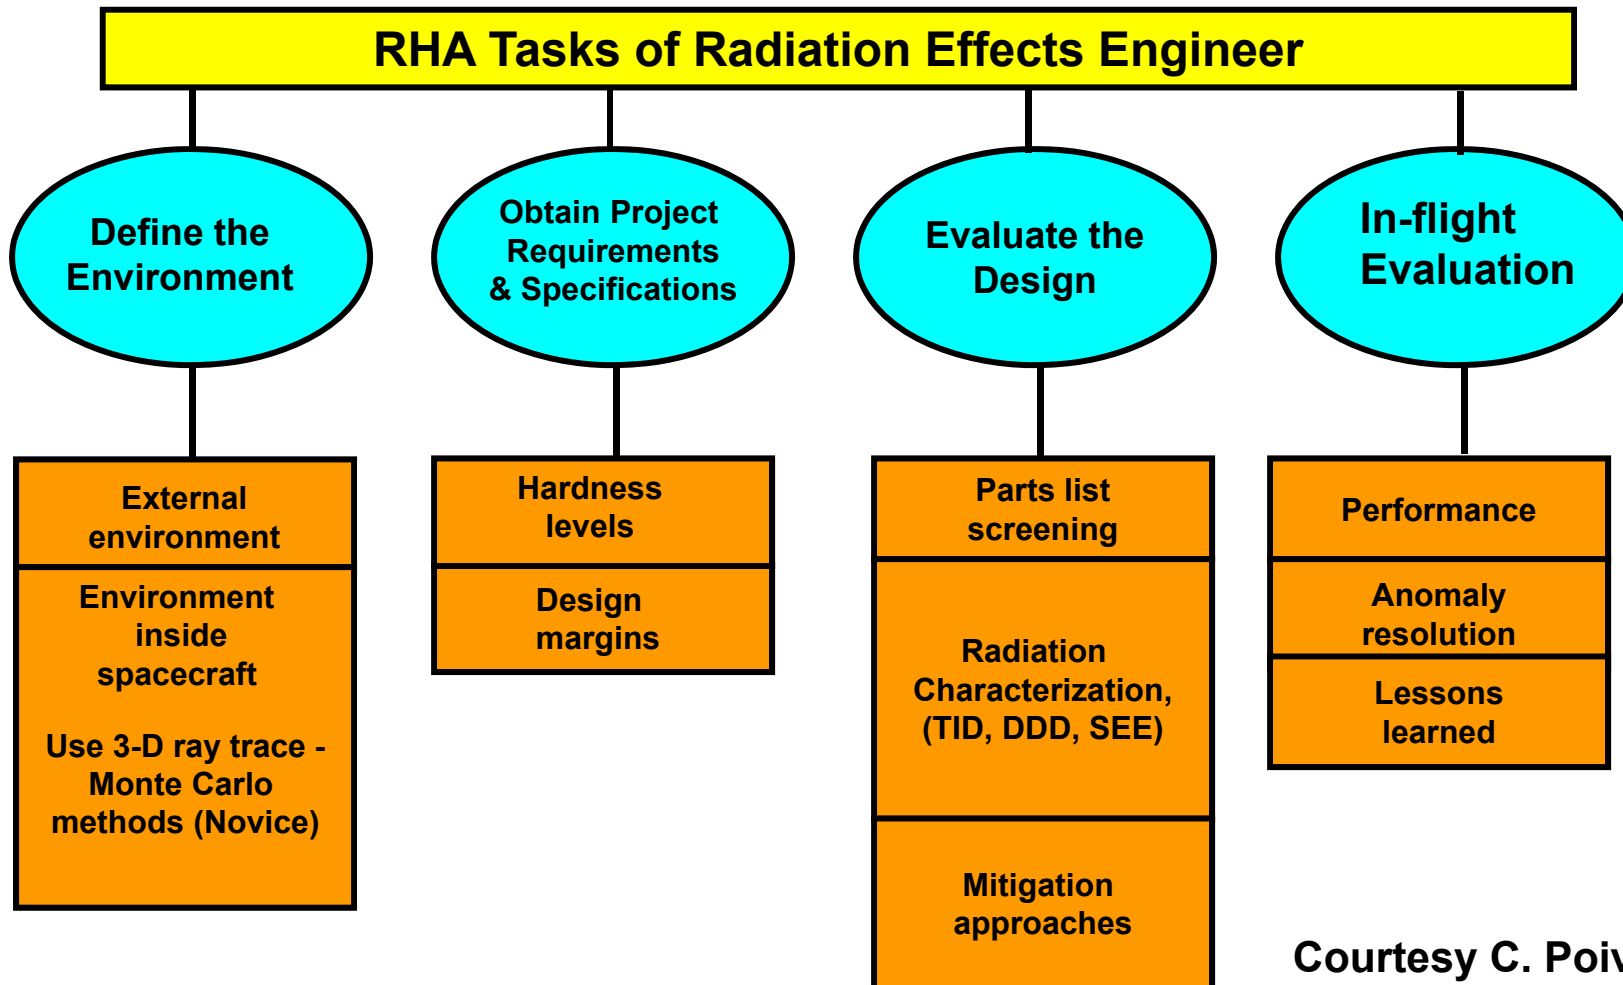 RHA Tasks of Radiation Effects Engineer
Define the
Environment
Obtain Project
Requirements
& Specifications
Evaluate the
Design
In-flight
Evaluation
External
environment
Environment
inside
spacecraft
Use 3-D ray trace -
Monte Carlo
methods (Novice)
Hardness
levels
Design
margins
Parts list
screening
Radiation
Characterization,
(TID, DDD, SEE)
Mitigation
approaches
Performance
Anomaly
resolution
Lessons
learned
Courtesy C.